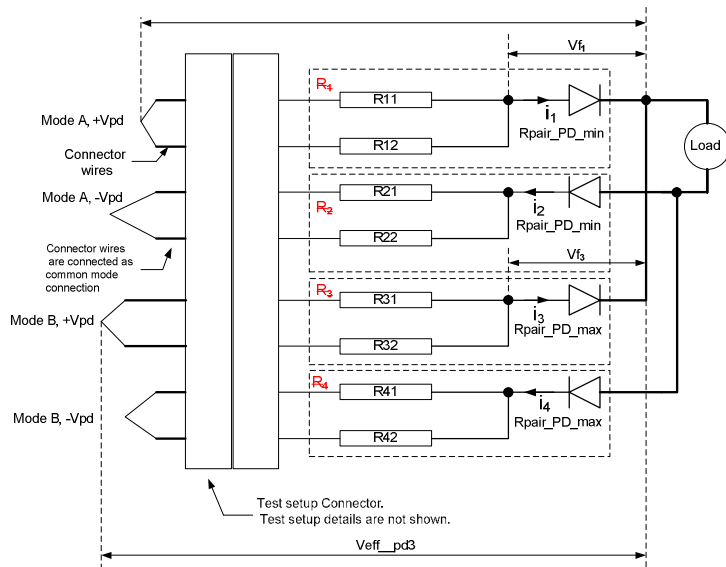 Vf1
R1
R11
i1
Rpair_PD_min
R12
Load
Mode A, +Vpd
Connector
wires
Mode A, -Vpd
R2
R21
i2
Rpair_PD_min
R22
Connector wires
are connected as
common mode
connection
Vf3
Mode B, +Vpd
R3
R31
i3
Rpair_PD_max
R32
Mode B, -Vpd
R4
R41
i4
Rpair_PD_max
R42
Test setup Connector.
Test setup details are not shown.
Veff__pd3